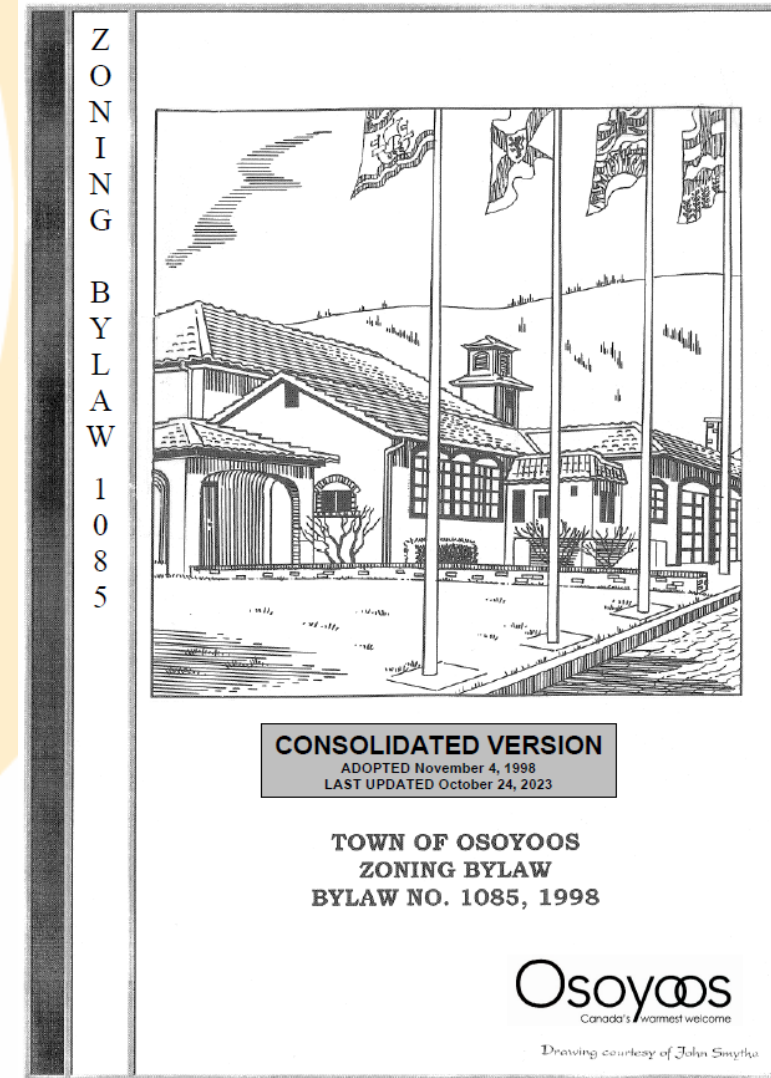 ZONING BYLAW 1085
CONSOLIDATED VERSION
ADOPTED November 4, 1998
LAST UPDATED October 24, 2023
TOWN OF OSOYOOS
ZONING BYLAW
BYLAW NO. 1085, 1998
Osoyoos
Canada's warmest welcome
Drawing courtesy of John Smythe